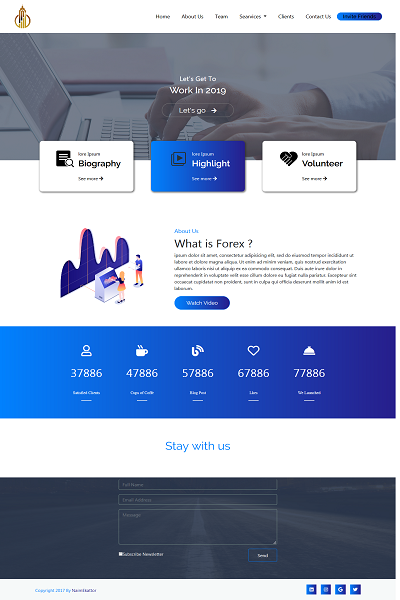 Home About Us Team Searvices Clients Contact Us Invite Friends
Let's Get To
Work In 2019
Let's go →
lore Ipsum
Biography
See more →
lore Ipsum
Highlight
See more →
lore Ipsum
Volunteer
See more →
About Us
What is Forex ?
ipsum dolor sit amet, consectetur adipisicing elit, sed do eiusmod tempor incididunt ut
labore et dolore magna aliqua. Ut enim ad minim veniam, quis nostrud exercitation
ullamco laboris nisi ut aliquip ex ea commodo consequat. Duis aute irure dolor in
reprehenderit in voluptate velit esse cillum dolore eu fugiat nulla pariatur. Excepteur sint
occaecat cupidatat non proident, sunt in culpa qui officia deserunt mollit anim id est
laborum.
Watch Video
37886 47886 57886 67886 77886
Satisfied Clients Cups of Coffe Blog Post Likes We Launched
Stay with us
Full Name
Email Address
Message
Subscribe Newsletter
Send
Copyright 2017 By